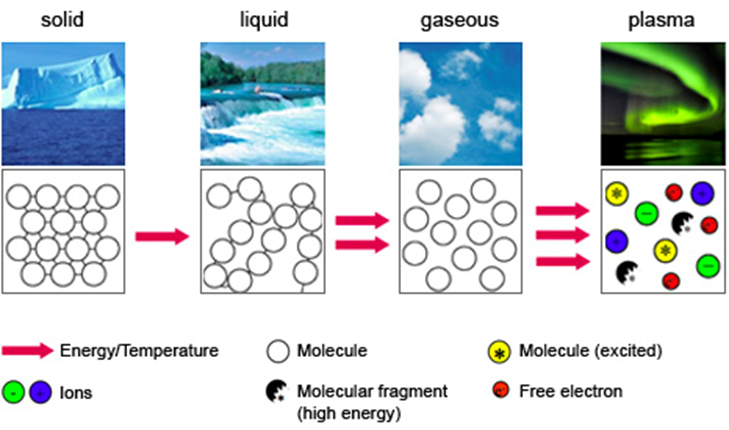 solid liquid gaseous plasma
Energy/Temperature Molecule Molecule (excited)
Ions Molecular fragment Free electron
(high energy)